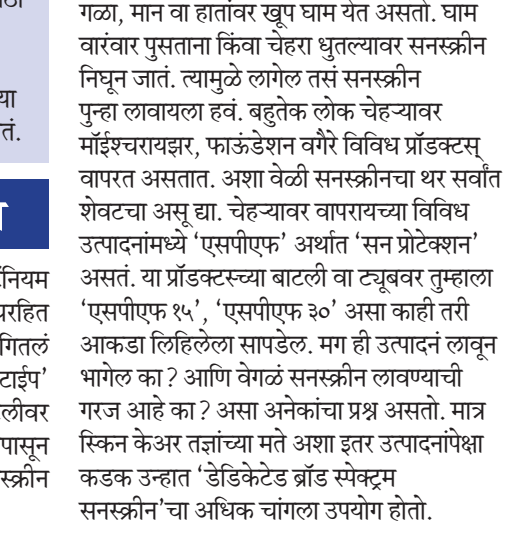 या
तं.
नियम
गितलं
टाईप’
पासून
गळा, मान वा हातांवर खूप घाम येत असतो. घाम
वारंवार पुसताना किंवा चेहरा धुतल्यावर सनस्क्रीन
निघून जातं. त्यामुळे लागेल तसं सनस्क्रीन
पुन्हा लावायला हवं. बहुतेक लोक चेहऱ्यावर
मॉईश्चरायझर, फाऊंडेशन वगैरे विविध प्रॉडक्टस्
वापरत असतात. अशा वेळी सनस्क्रीनचा थर सर्वांत
शेवटचा असू द्या. चेहऱ्यावर वापरायच्या विविध
उत्पादनांमध्ये ‘एसपीएफ’ अर्थात ‘सन प्रोटेक्शन’
असतं. या प्रॉडक्टस्च्या बाटली वा ट्यूबवर तुम्हाला
‘एसपीएफ १५’, ‘एसपीएफ ३०’ असा काही तरी
आकडा लिहिलेला सापडेल. मग ही उत्पादनं लावून
भागेल का? आणि वेगळं सनस्क्रीन लावण्याची
गरज आहे का? असा अनेकांचा प्रश्न असतो. मात्र
स्किन केअर तज्ञांच्या मते अशा इतर उत्पादनांपेक्षा
कडक उन्हात ‘डेडिकेटेड ब्रॉड स्पेक्ट्रम
सनस्क्रीन’चा अधिक चांगला उपयोग होतो.